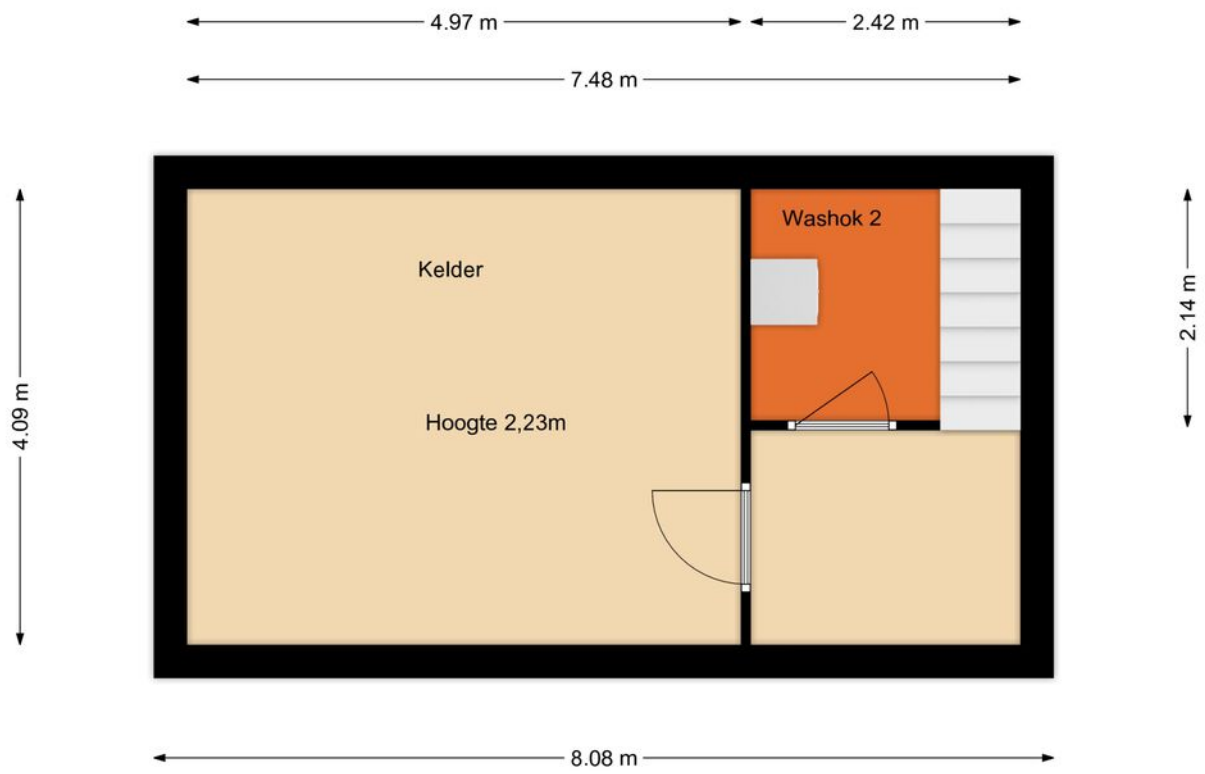 4.97 m
2.42 m
7.48 m
Washok 2
Kelder
2.14 m
4.09 m
Hoogte 2,23m
8.08 m